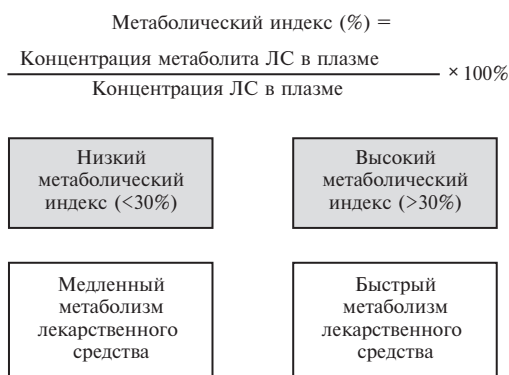 Метаболический индекс (%) =
Концентрация метаболита ЛС в плазме
× 100%
Концентрация ЛС в плазме
Низкий
метаболический
индекс (<30%)
Высокий
метаболический
индекс (>30%)
Медленный
метаболизм
лекарственного
средства
Быстрый
метаболизм
лекарственного
средства